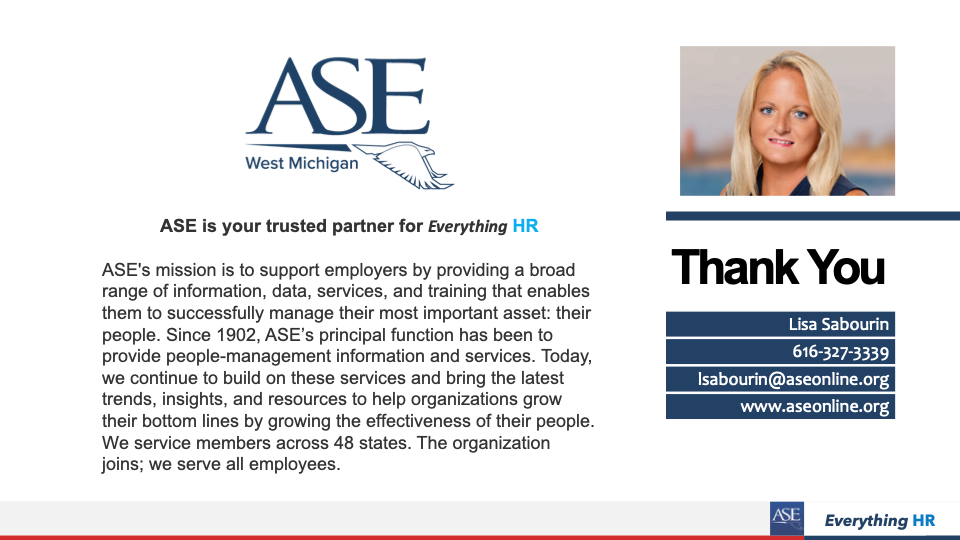 ASE
West Michigan
ASE is your trusted partner for Everything HR
ASE's mission is to support employers by providing a broad
range of information, data, services, and training that enables
them to successfully manage their most important asset: their
people. Since 1902, ASE’s principal function has been to
provide people-management information and services. Today,
we continue to build on these services and bring the latest
trends, insights, and resources to help organizations grow
their bottom lines by growing the effectiveness of their people.
We service members across 48 states. The organization
joins; we serve all employees.
Thank You
Lisa Sabourin
616-327-3339
lsabourin@aseonline.org
www.aseonline.org
ASE
Everything HR